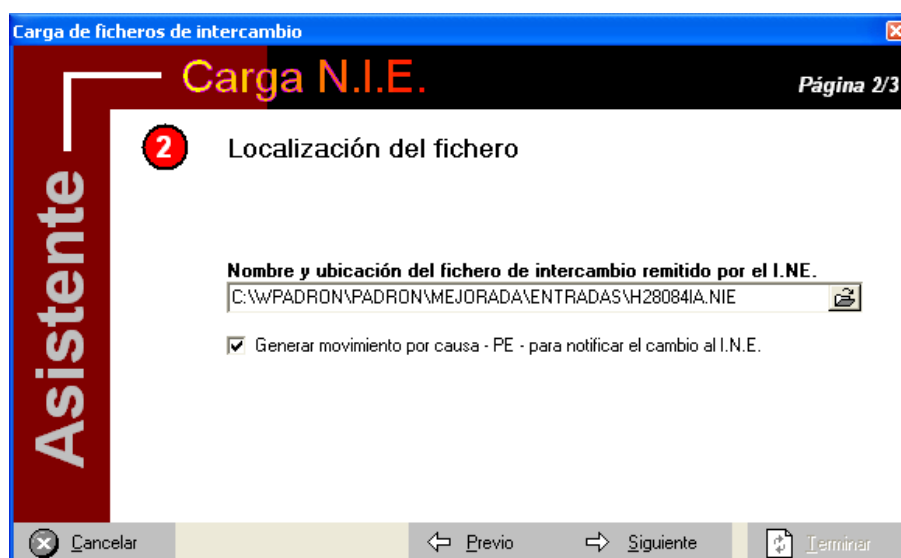 Carga de ficheros de intercambio
Carga N.I.E.
Página 2/3
Asistente
2
Localización del fichero
Nombre y ubicación del fichero de intercambio remitido por el I.NE.
C:\WPADRON\PADRON\MEJORADA\ENTRADAS\H28084IA.NIE
Generar movimiento por causa - PE - para notificar el cambio al I.N.E.
Cancelar
Previo
Siguiente
Terminar